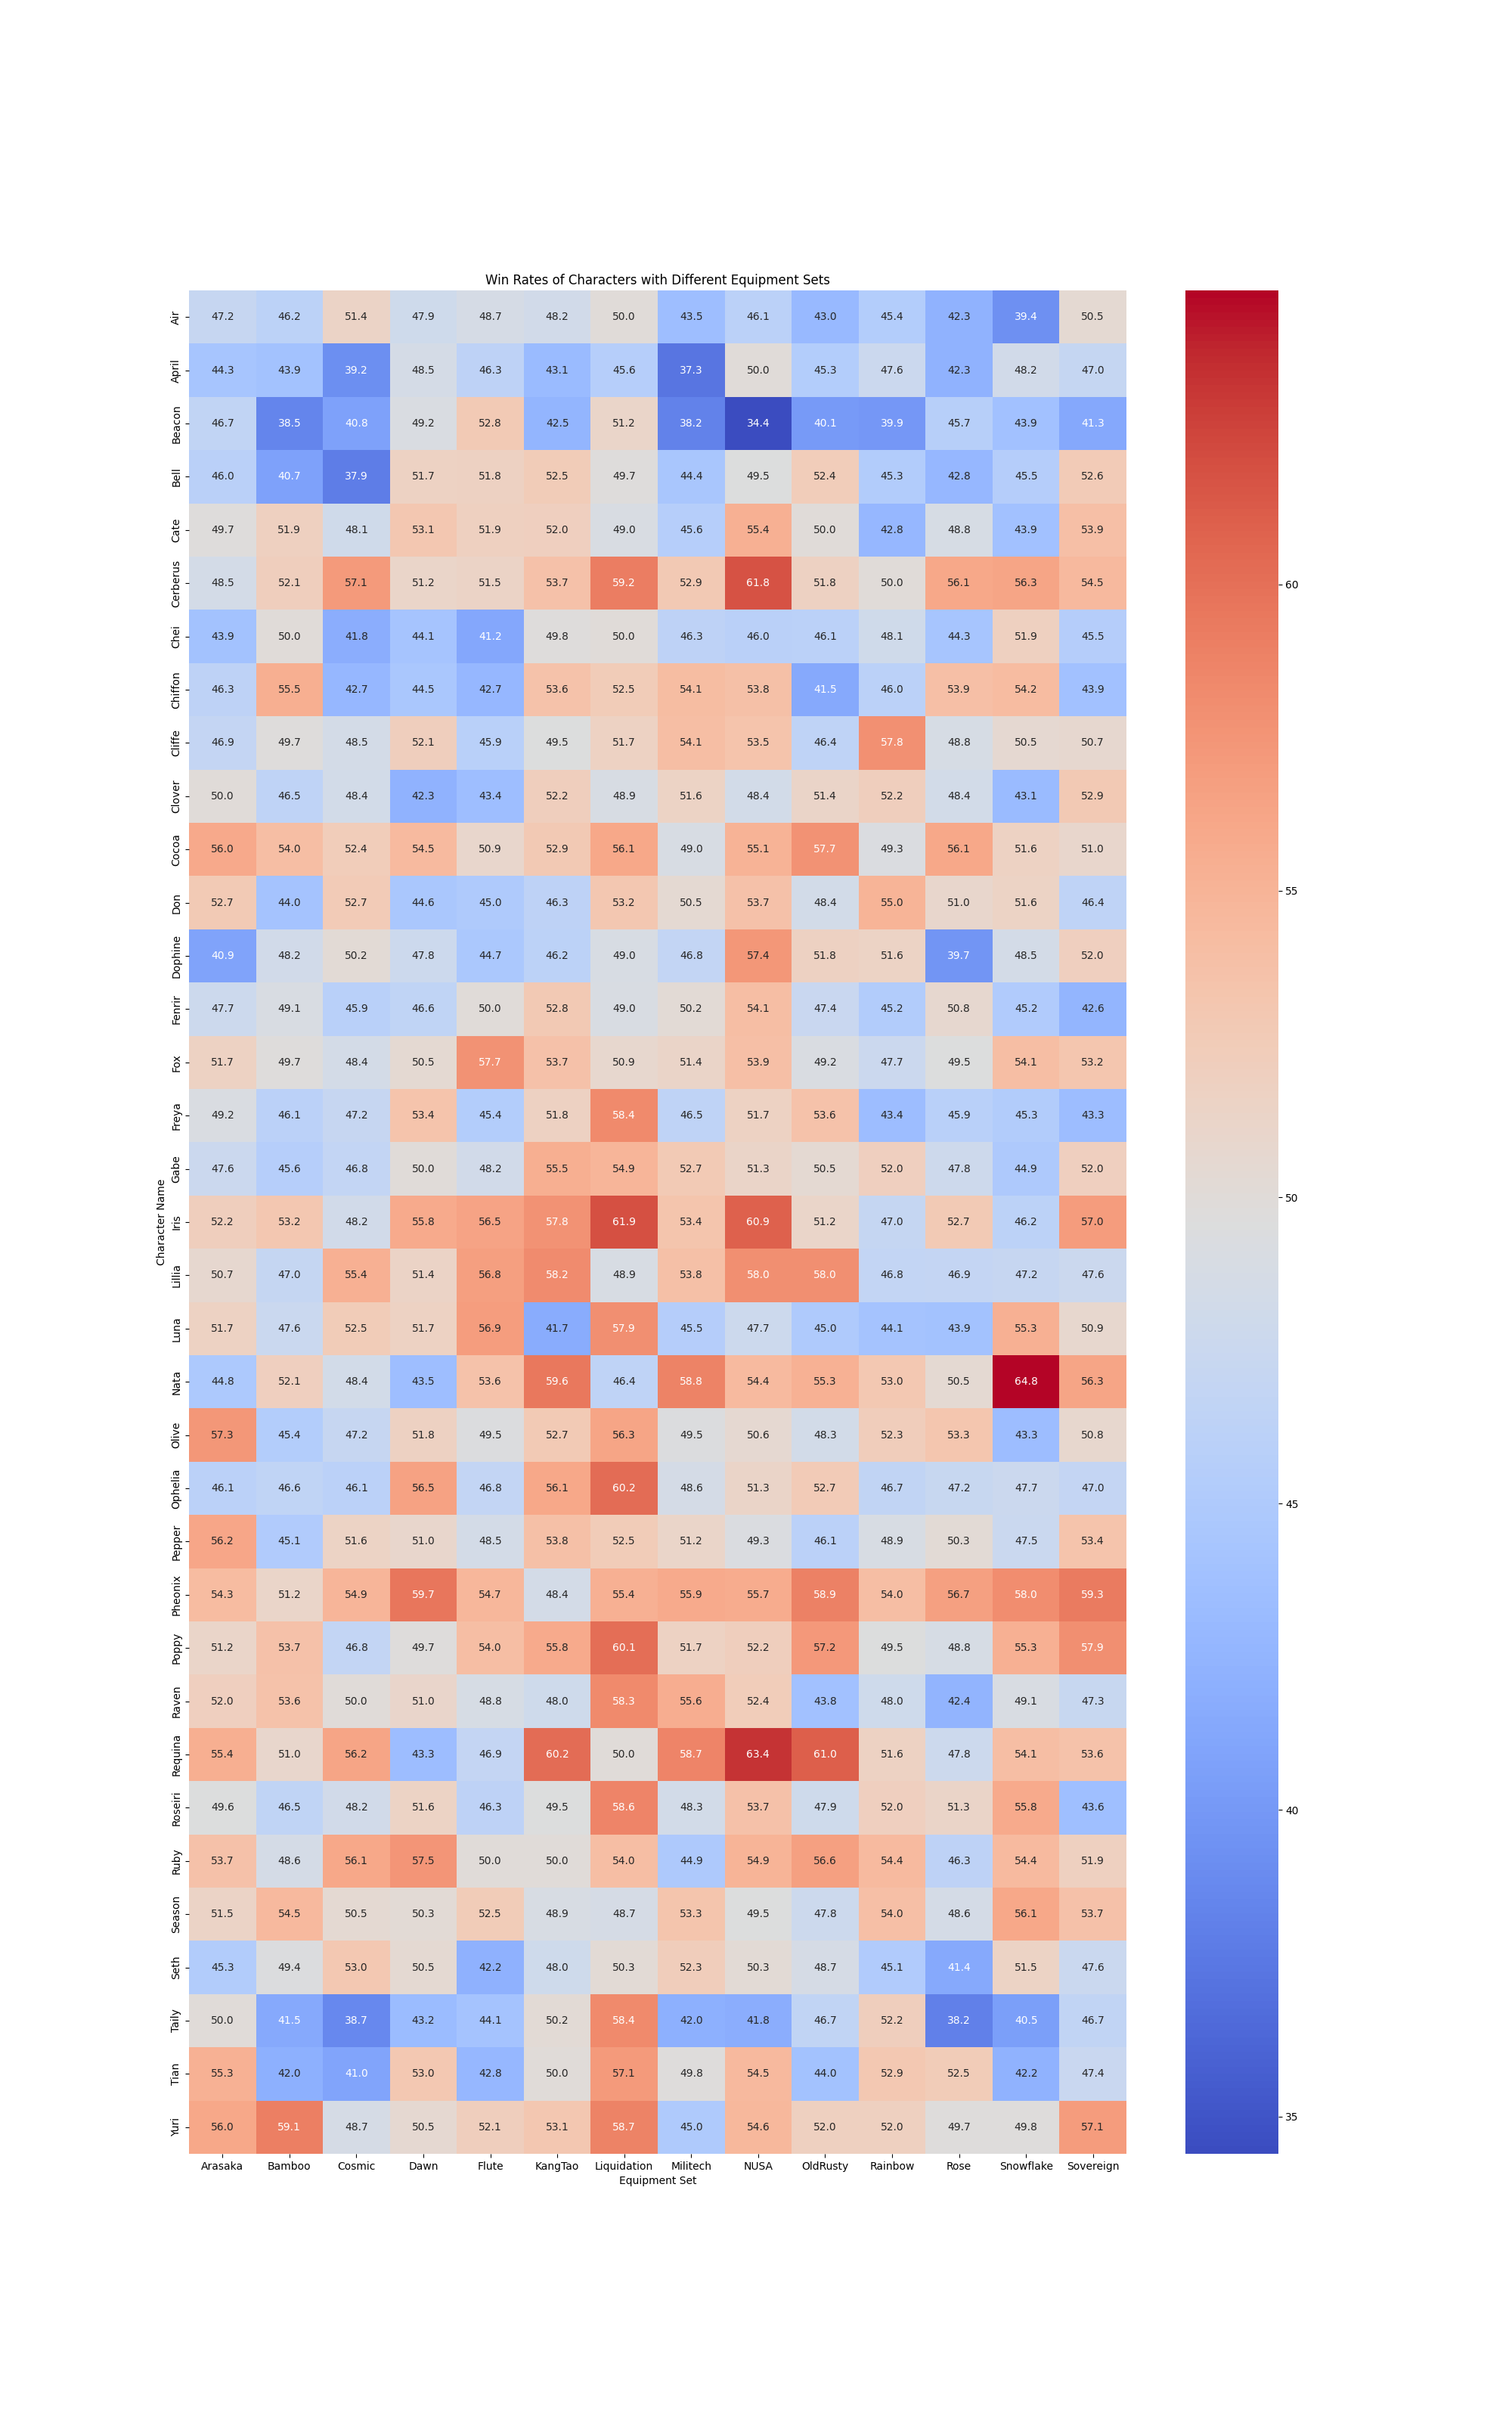 Win Rates of Characters with Different Equipment Sets
Air 47.2 46.2 51.4 47.9 48.7 48.2 50.0 43.5 46.1 43.0 45.4 42.3 39.4 50.5
April 44.3 43.9 39.2 48.5 46.3 43.1 45.6 37.3 50.0 45.3 47.6 42.3 48.2 47.0
Beacon 46.7 38.5 40.8 49.2 52.8 42.5 51.2 38.2 34.4 40.1 39.9 45.7 43.9 41.3
Bell 46.0 40.7 37.9 51.7 51.8 52.5 49.7 44.4 49.5 52.4 45.3 42.8 45.5 52.6
Cate 49.7 51.9 48.1 53.1 51.9 52.0 49.0 45.6 55.4 50.0 42.8 48.8 43.9 53.9
Cerberus 48.5 52.1 57.1 51.2 51.5 53.7 59.2 52.9 61.8 51.8 50.0 56.1 56.3 54.5
60
Chei 43.9 50.0 41.8 44.1 41.2 49.8 50.0 46.3 46.0 46.1 48.1 44.3 51.9 45.5
Chiffon 46.3 55.5 42.7 44.5 42.7 53.6 52.5 54.1 53.8 41.5 46.0 53.9 54.2 43.9
Cliffe 46.9 49.7 48.5 52.1 45.9 49.5 51.7 54.1 53.5 46.4 57.8 48.8 50.5 50.7
Clover 50.0 46.5 48.4 42.3 43.4 52.2 48.9 51.6 48.4 51.4 52.2 48.4 43.1 52.9
Cocoa 56.0 54.0 52.4 54.5 50.9 52.9 56.1 49.0 55.1 57.7 49.3 56.1 51.6 51.0
55
Don 52.7 44.0 52.7 44.6 45.0 46.3 53.2 50.5 53.7 48.4 55.0 51.0 51.6 46.4
Dophine 40.9 48.2 50.2 47.8 44.7 46.2 49.0 46.8 57.4 51.8 51.6 39.7 48.5 52.0
Fenrir 47.7 49.1 45.9 46.6 50.0 52.8 49.0 50.2 54.1 47.4 45.2 50.8 45.2 42.6
Fox 51.7 49.7 48.4 50.5 57.7 53.7 50.9 51.4 53.9 49.2 47.7 49.5 54.1 53.2
Freya 49.2 46.1 47.2 53.4 45.4 51.8 58.4 46.5 51.7 53.6 43.4 45.9 45.3 43.3
Gabe 47.6 45.6 46.8 50.0 48.2 55.5 54.9 52.7 51.3 50.5 52.0 47.8 44.9 52.0
50
Character Name
Iris 52.2 53.2 48.2 55.8 56.5 57.8 61.9 53.4 60.9 51.2 47.0 52.7 46.2 57.0
Lillia 50.7 47.0 55.4 51.4 56.8 58.2 48.9 53.8 58.0 58.0 46.8 46.9 47.2 47.6
Luna 51.7 47.6 52.5 51.7 56.9 41.7 57.9 45.5 47.7 45.0 44.1 43.9 55.3 50.9
Nata 44.8 52.1 48.4 43.5 53.6 59.6 46.4 58.8 54.4 55.3 53.0 50.5 64.8 56.3
Olive 57.3 45.4 47.2 51.8 49.5 52.7 56.3 49.5 50.6 48.3 52.3 53.3 43.3 50.8
Ophelia 46.1 46.6 46.1 56.5 46.8 56.1 60.2 48.6 51.3 52.7 46.7 47.2 47.7 47.0
45
Pepper 56.2 45.1 51.6 51.0 48.5 53.8 52.5 51.2 49.3 46.1 48.9 50.3 47.5 53.4
Pheonix 54.3 51.2 54.9 59.7 54.7 48.4 55.4 55.9 55.7 58.9 54.0 56.7 58.0 59.3
Poppy 51.2 53.7 46.8 49.7 54.0 55.8 60.1 51.7 52.2 57.2 49.5 48.8 55.3 57.9
Raven 52.0 53.6 50.0 51.0 48.8 48.0 58.3 55.6 52.4 43.8 48.0 42.4 49.1 47.3
Requina 55.4 51.0 56.2 43.3 46.9 60.2 50.0 58.7 63.4 61.0 51.6 47.8 54.1 53.6
Roseiri 49.6 46.5 48.2 51.6 46.3 49.5 58.6 48.3 53.7 47.9 52.0 51.3 55.8 43.6
40
Ruby 53.7 48.6 56.1 57.5 50.0 50.0 54.0 44.9 54.9 56.6 54.4 46.3 54.4 51.9
Season 51.5 54.5 50.5 50.3 52.5 48.9 48.7 53.3 49.5 47.8 54.0 48.6 56.1 53.7
Seth 45.3 49.4 53.0 50.5 42.2 48.0 50.3 52.3 50.3 48.7 45.1 41.4 51.5 47.6
Taily 50.0 41.5 38.7 43.2 44.1 50.2 58.4 42.0 41.8 46.7 52.2 38.2 40.5 46.7
Tian 55.3 42.0 41.0 53.0 42.8 50.0 57.1 49.8 54.5 44.0 52.9 52.5 42.2 47.4
35
Yuri 56.0 59.1 48.7 50.5 52.1 53.1 58.7 45.0 54.6 52.0 52.0 49.7 49.8 57.1
Arasaka Bamboo Cosmic Dawn Flute KangTao Liquidation Militech NUSA OldRusty Rainbow Rose Snowflake Sovereign
Equipment Set